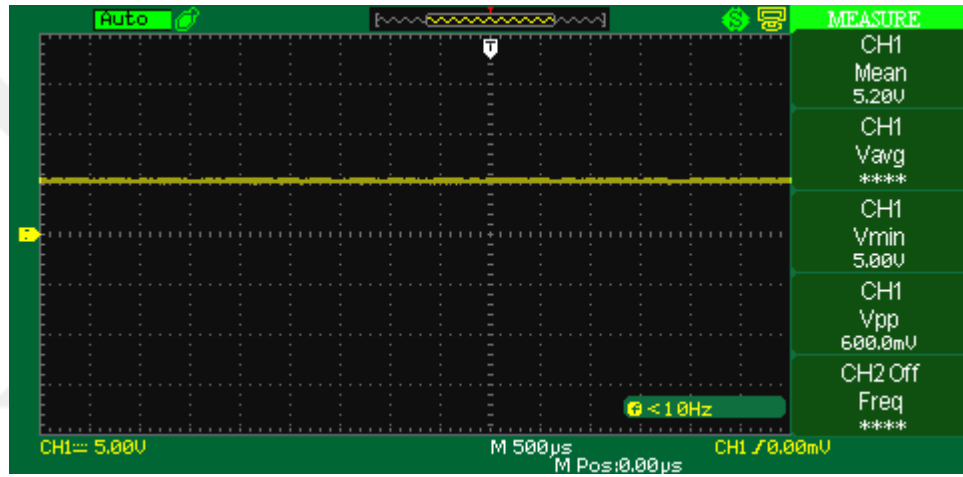 Auto
T
MEASURE
CH1
Mean
5.20V
CH1
Vavg
****
CH1
Vmin
5.00V
CH1
Vpp
600.0mV
CH2 Off
Freq
****
f <10Hz
CH1 5.00V
M 500μs
CH1 0.00mV
M Pos:0.00μs